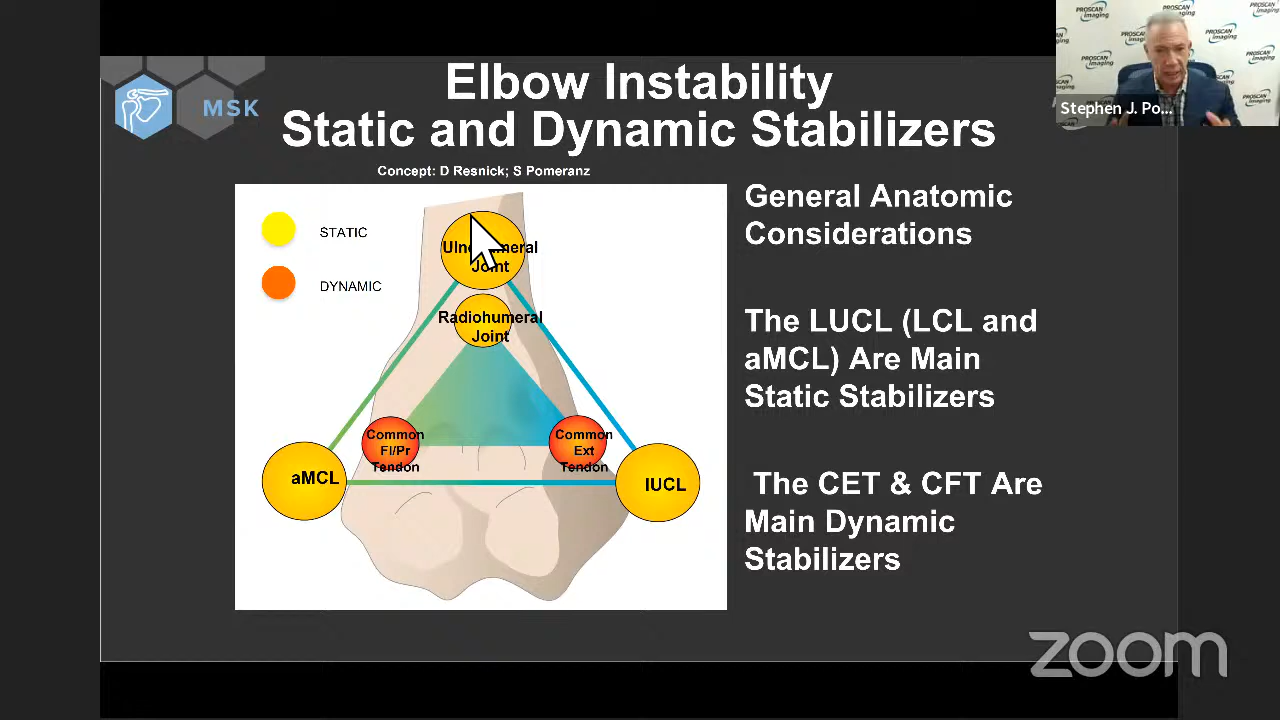 MSK
Elbow Instability
Static and Dynamic Stabilizers
Concept: D Resnick; S Pomeranz
STATIC
DYNAMIC
Joint
Radiohumeral
Joint
Common
Fl/Pr
Tendon
Common
Ext
Tendon
aMCL
lUCL
General Anatomic
Considerations
The LUCL (LCL and
aMCL) Are Main
Static Stabilizers
The CET & CFT Are
Main Dynamic
Stabilizers
PROSCAN
imaging
Stephen J. Po...
zoom